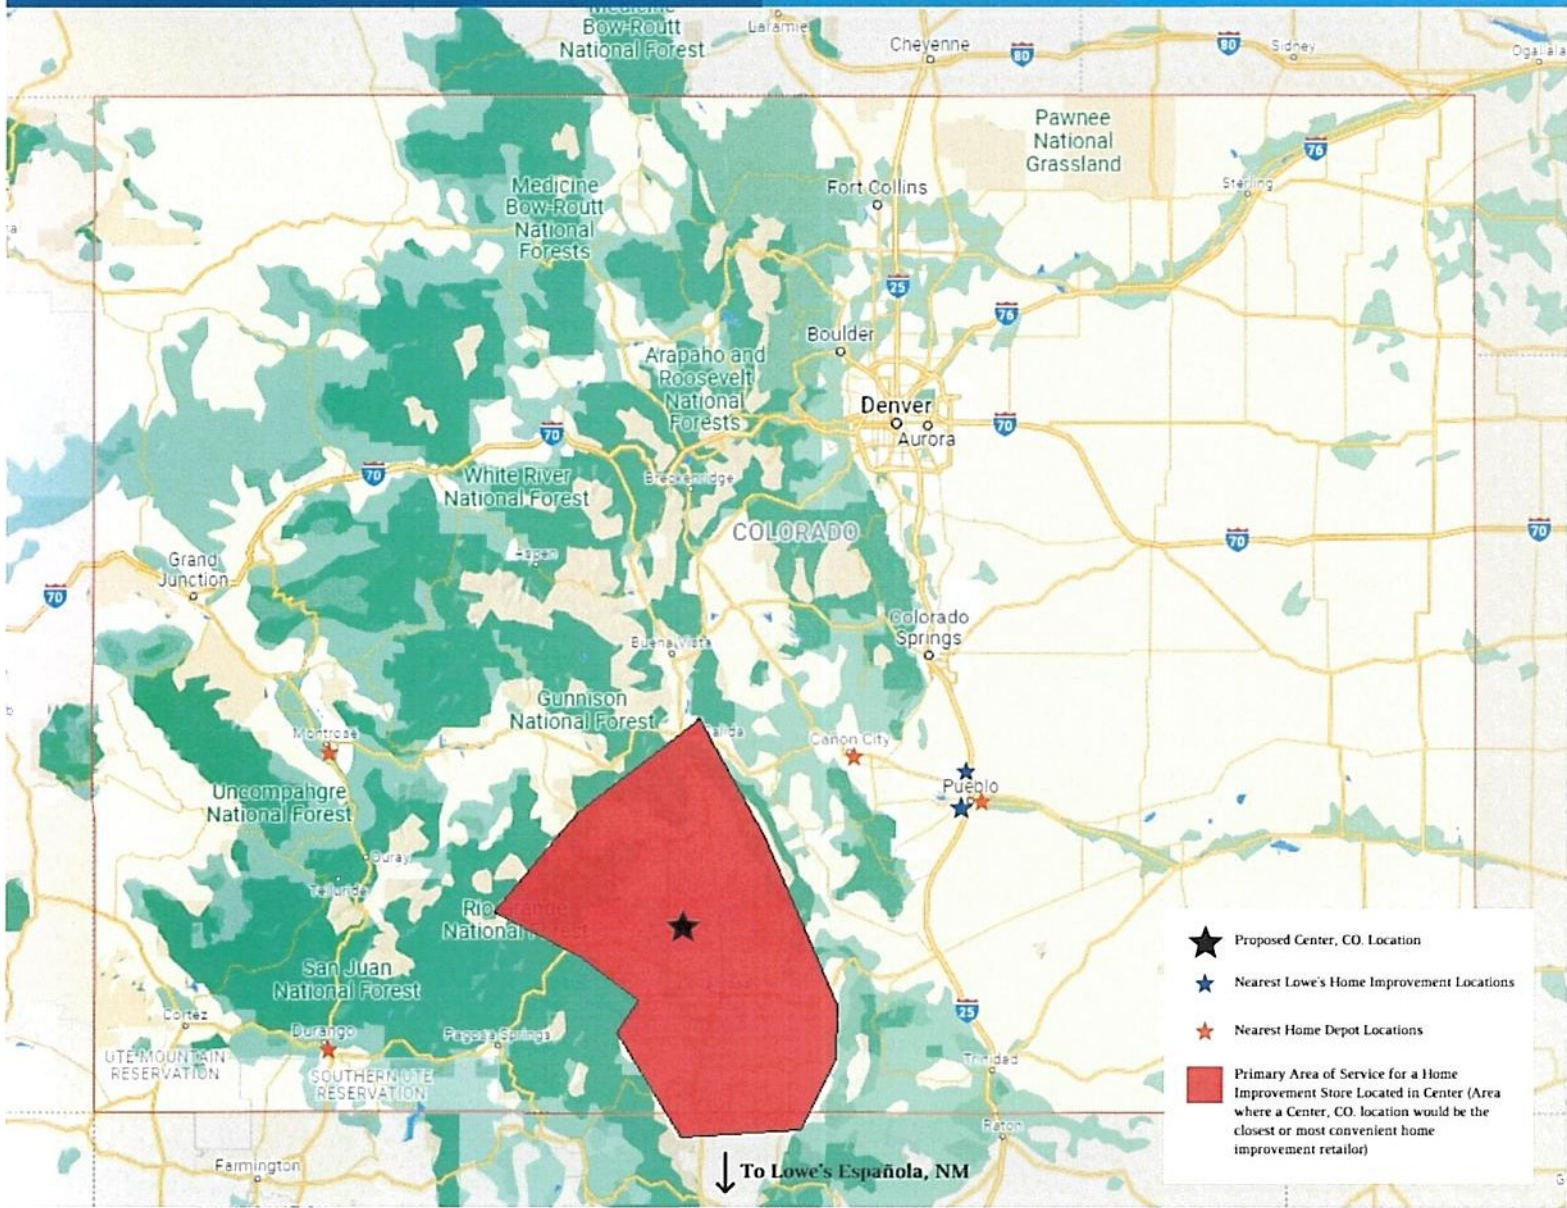 Medicine
Bow-Routt
National Forest
Laramie
Cheyenne
80
80
Sidney
Ogallala
Pawnee
National
Grassland
76
Sterling
Fort Collins
Medicine
Bow-Routt
National
Forests
25
76
Boulder
Arapaho and
Roosevelt
National
Forests
Denver
Aurora
70
70
70
White River
National Forest
Breckenridge
COLORADO
70
70
Aspen
Grand
Junction
70
Colorado
Springs
Buena Vista
Gunnison
National Forest
alida
Montrose
Cañon City
Pueblo
Uncompahgre
National Forest
Ouray
Telluride
Rio Grande
National Forest
San Juan
National Forest
Cortez
Durango
Pagosa Springs
25
Trinidad
UTE MOUNTAIN
RESERVATION
SOUTHERN UTE
RESERVATION
Raton
Farmington
To Lowe's Española, NM
Proposed Center, CO. Location
Nearest Lowe's Home Improvement Locations
Nearest Home Depot Locations
Primary Area of Service for a Home
Improvement Store Located in Center (Area
where a Center, CO. location would be the
closest or most convenient home
improvement retailor)